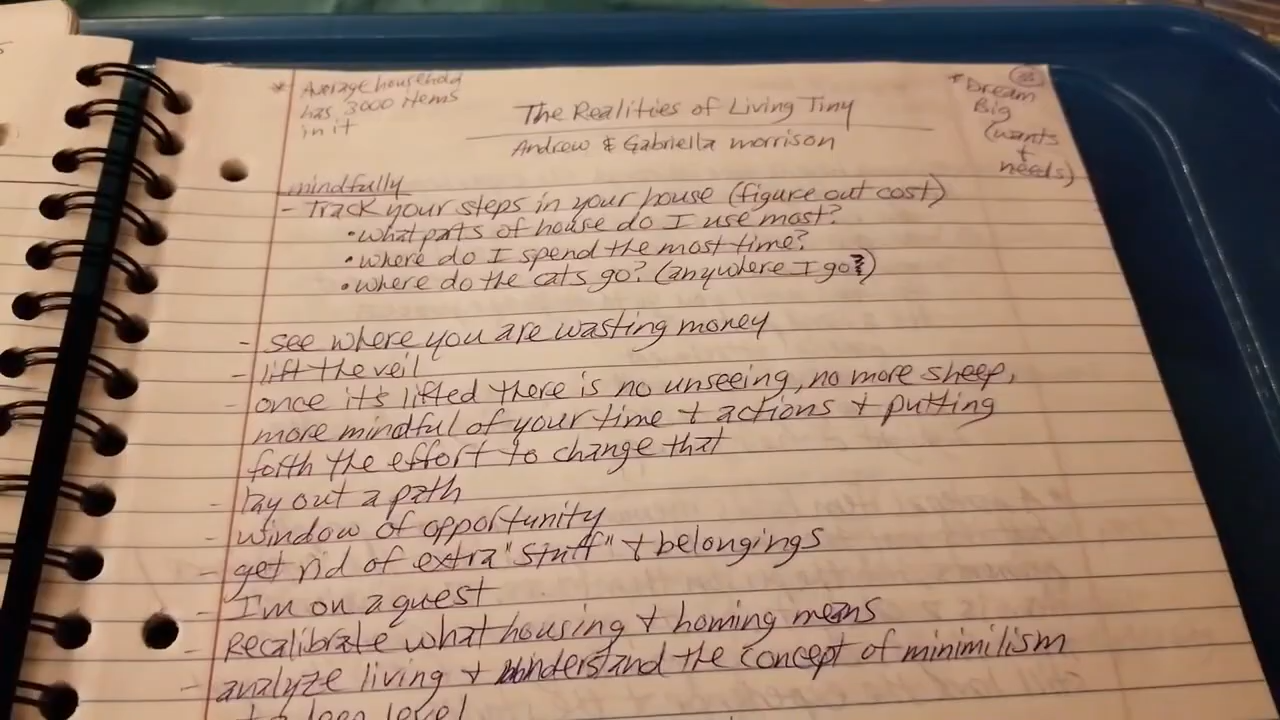 * Average household
has 3000 items
in it
The Realities of Living Tiny
Andrew & Gabriella morrison
33
* Dream
Big
(wants
+
needs)
mindfully
- Track your steps in your house (figure out cost)
• what parts of house do I use most?
• where do I spend the most time?
• where do the cats go? (anywhere I go?)
- see where you are wasting money
- lift the veil
- once it's lifted there is no unseeing, no more sheep,
more mindful of your time + actions + putting
forth the effort to change that
- lay out a path
- window of opportunity
- get rid of extra "stuff" + belongings
- I'm on a quest
- Recalibrate what housing + homing means
- analyze living + understand the concept of minimilism
level